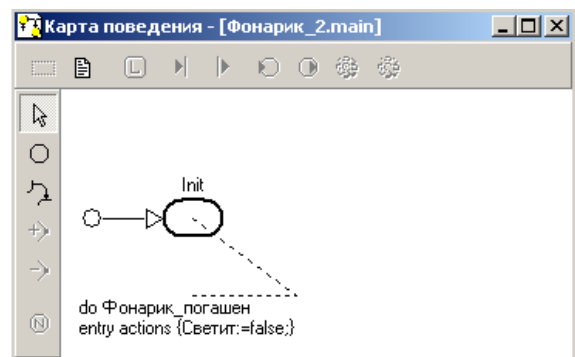 Карта поведения - [Фонарик_2.main]
L
Init
do Фонарик_погашен
entry actions {Светит:=false;}
N